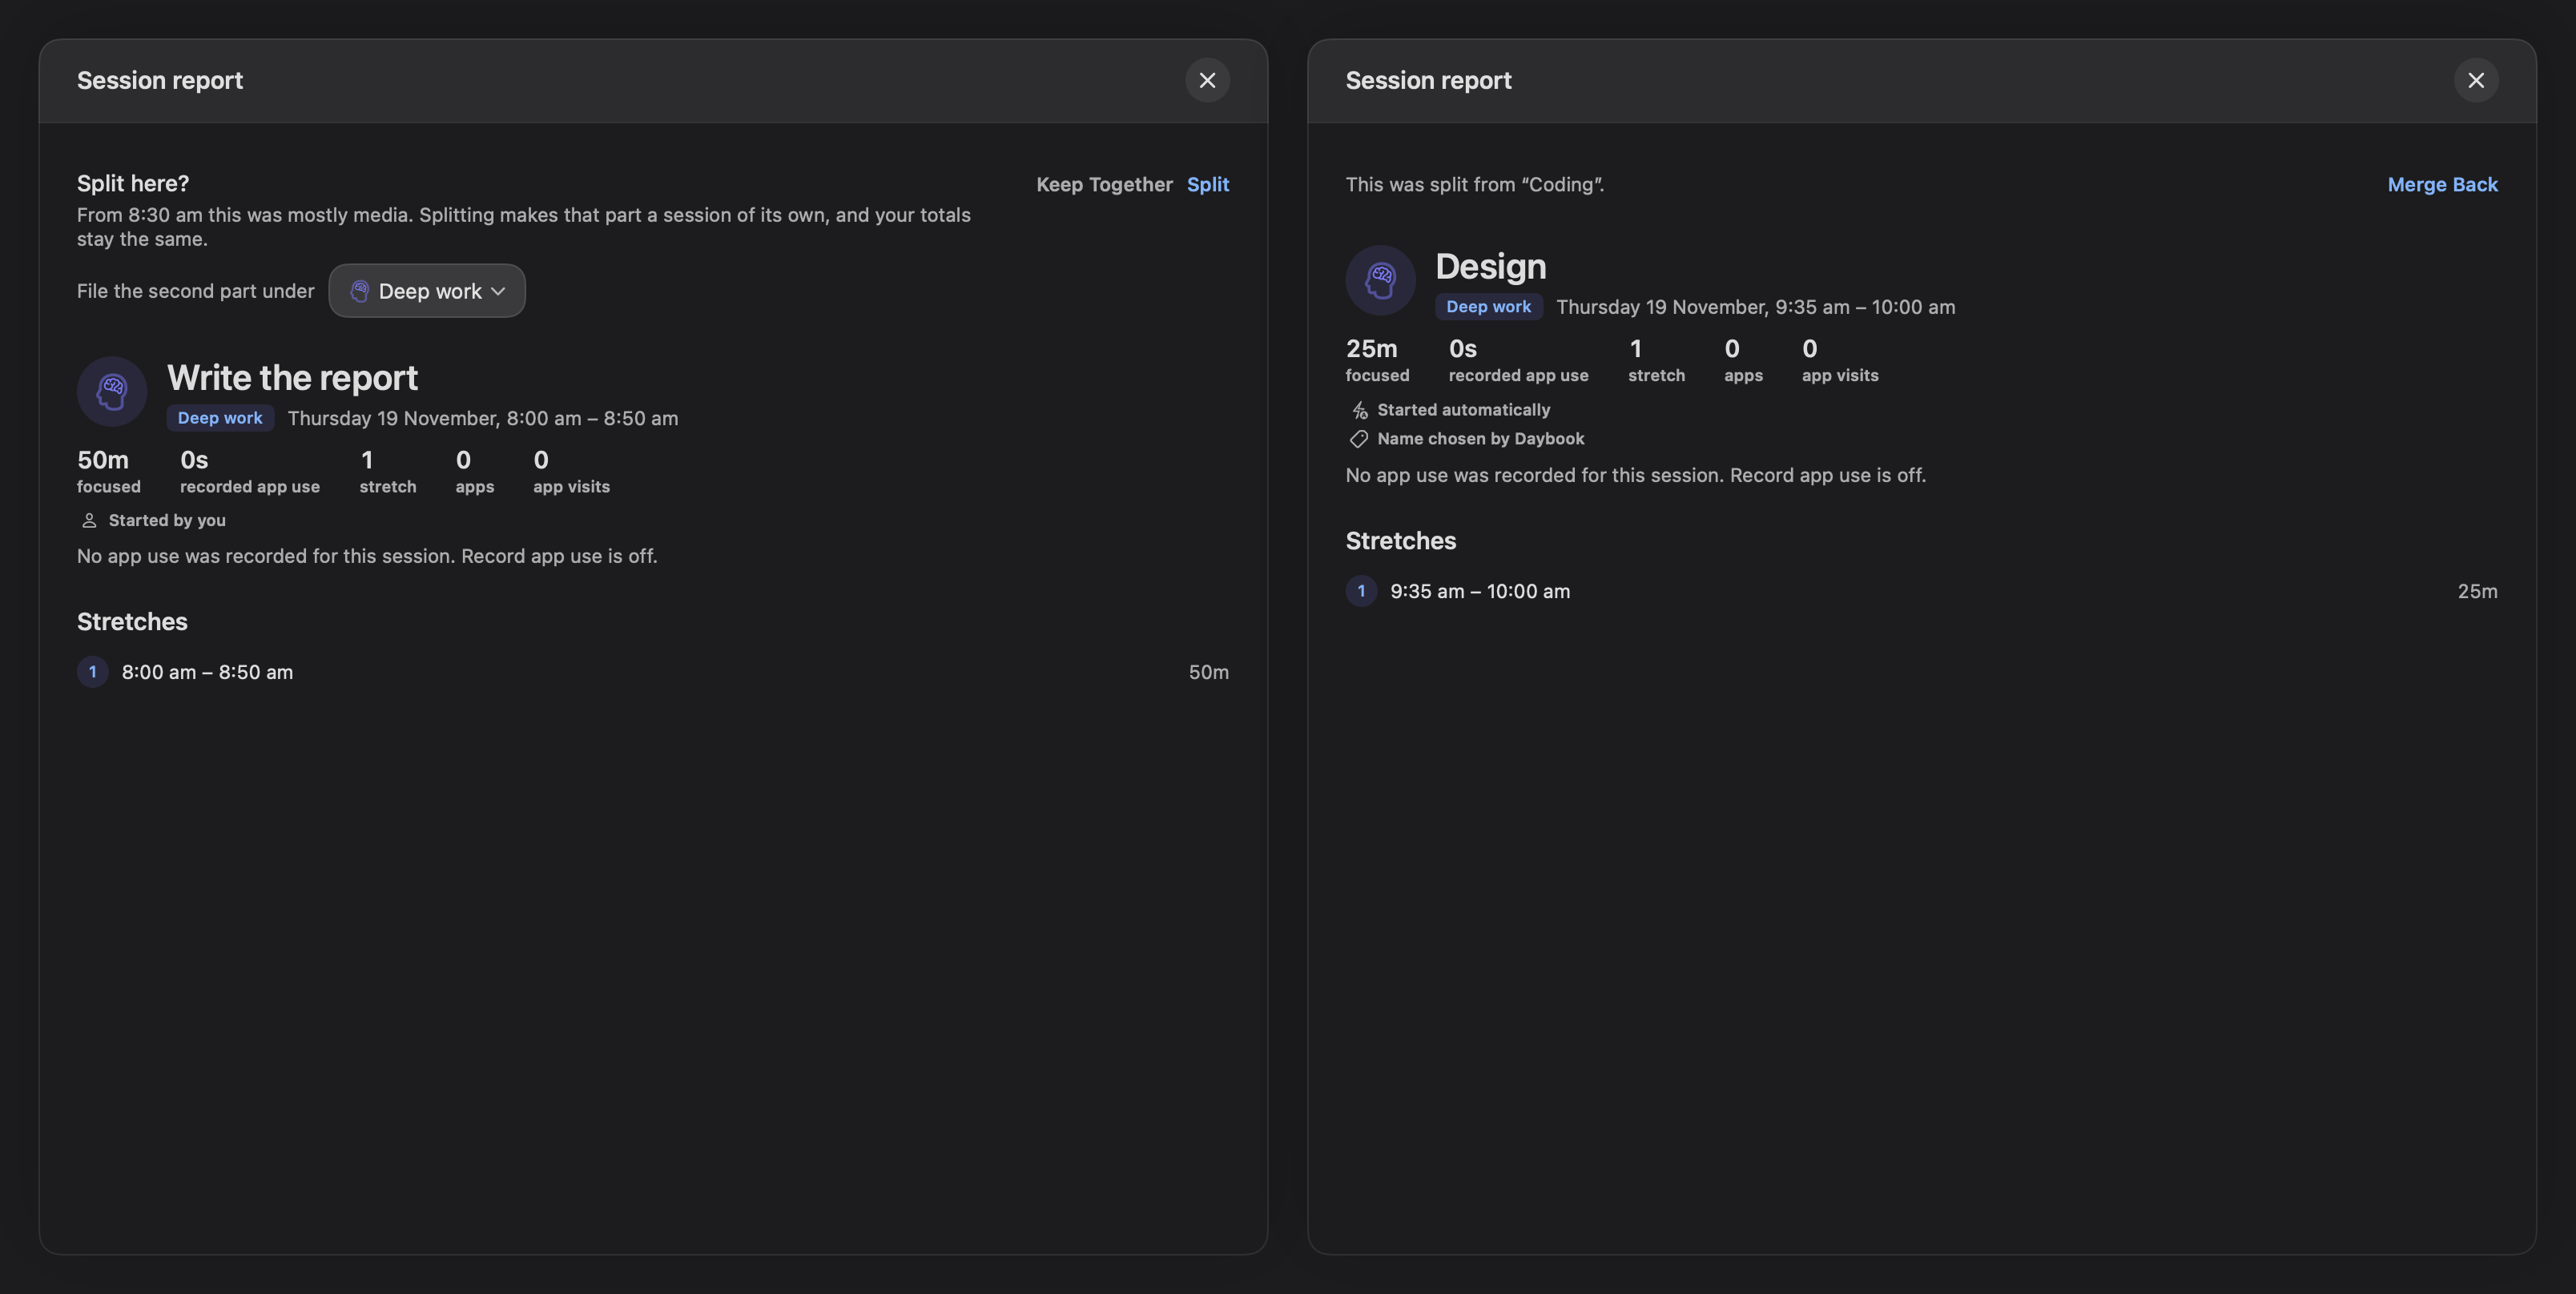 Session report
Split here?
Keep Together Split
From 8:30 am this was mostly media. Splitting makes that part a session of its own, and your totals
stay the same.
File the second part under Deep work
Write the report
Deep work Thursday 19 November, 8:00 am – 8:50 am
50m 0s 1 0 0
focused recorded app use stretch apps app visits
Started by you
No app use was recorded for this session. Record app use is off.
Stretches
1 8:00 am – 8:50 am 50m
Session report
This was split from “Coding”. Merge Back
Design
Deep work Thursday 19 November, 9:35 am – 10:00 am
25m 0s 1 0 0
focused recorded app use stretch apps app visits
Started automatically
Name chosen by Daybook
No app use was recorded for this session. Record app use is off.
Stretches
1 9:35 am – 10:00 am 25m